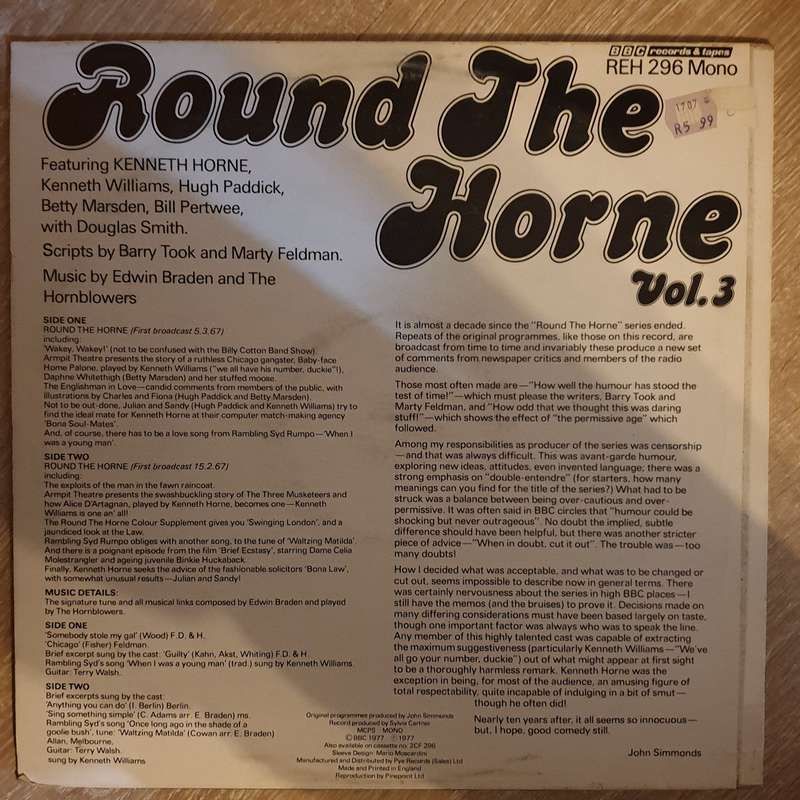 BBC records & tapes
REH 296 Mono
Round The
Horne
Vol.3
1707
R5 99
Featuring KENNETH HORNE,
Kenneth Williams, Hugh Paddick,
Betty Marsden, Bill Pertwee,
with Douglas Smith.
Scripts by Barry Took and Marty Feldman.
Music by Edwin Braden and The
Hornblowers
SIDE ONE
ROUND THE HORNE (First broadcast 5.3.67)
including:
'Wakey, Wakey!' (not to be confused with the Billy Cotton Band Show).
Armpit Theatre presents the story of a ruthless Chicago gangster, Baby-face
Home Palone, played by Kenneth Williams ("we all have his number, duckie"!),
Daphne Whitethigh (Betty Marsden) and her stuffed moose.
The Englishman in Love—candid comments from members of the public, with
illustrations by Charles and Fiona (Hugh Paddick and Betty Marsden).
Not to be out-done, Julian and Sandy (Hugh Paddick and Kenneth Williams) try to
find the ideal mate for Kenneth Horne at their computer match-making agency
'Bona Soul-Mates'.
And, of course, there has to be a love song from Rambling Syd Rumpo—'When I
was a young man'.
SIDE TWO
ROUND THE HORNE (First broadcast 15.2.67)
including:
The exploits of the man in the fawn raincoat.
Armpit Theatre presents the swashbuckling story of The Three Musketeers and
how Alice D'Artagnan, played by Kenneth Horne, becomes one—Kenneth
Williams is one an' all!
The Round The Horne Colour Supplement gives you 'Swinging London', and a
jaundiced look at the Law.
Rambling Syd Rumpo obliges with another song, to the tune of 'Waltzing Matilda'.
And there is a poignant episode from the film 'Brief Ecstasy', starring Dame Celia
Molestrangler and ageing juvenile Binkie Huckaback.
Finally, Kenneth Horne seeks the advice of the fashionable solicitors 'Bona Law',
with somewhat unusual results—Julian and Sandy!
MUSIC DETAILS:
The signature tune and all musical links composed by Edwin Braden and played
by The Hornblowers.
SIDE ONE
'Somebody stole my gal' (Wood) F.D. & H.
'Chicago' (Fisher) Feldman.
Brief excerpt sung by the cast: 'Guilty' (Kahn, Akst, Whiting) F.D. & H.
Rambling Syd's song 'When I was a young man' (trad.) sung by Kenneth Williams.
Guitar: Terry Walsh.
SIDE TWO
Brief excerpts sung by the cast:
'Anything you can do' (I. Berlin) Berlin.
'Sing something simple' (C. Adams arr. E. Braden) ms.
Rambling Syd's song 'Once long ago in the shade of a
goolie bush', tune: 'Waltzing Matilda' (Cowan arr. E. Braden)
Allan, Melbourne.
Guitar: Terry Walsh.
sung by Kenneth Williams
It is almost a decade since the "Round The Horne" series ended.
Repeats of the original programmes, like those on this record, are
broadcast from time to time and invariably these produce a new set
of comments from newspaper critics and members of the radio
audience.
Those most often made are—"How well the humour has stood the
test of time!"—which must please the writers, Barry Took and
Marty Feldman, and "How odd that we thought this was daring
stuff!"—which shows the effect of "the permissive age" which
followed.
Among my responsibilities as producer of the series was censorship
—and that was always difficult. This was avant-garde humour,
exploring new ideas, attitudes, even invented language; there was a
strong emphasis on "double-entendre" (for starters, how many
meanings can you find for the title of the series?) What had to be
struck was a balance between being over-cautious and over-
permissive. It was often said in BBC circles that "humour could be
shocking but never outrageous". No doubt the implied, subtle
difference should have been helpful, but there was another stricter
piece of advice—"When in doubt, cut it out". The trouble was—too
many doubts!
How I decided what was acceptable, and what was to be changed or
cut out, seems impossible to describe now in general terms. There
was certainly nervousness about the series in high BBC places—I
still have the memos (and the bruises) to prove it. Decisions made on
many differing considerations must have been based largely on taste,
though one important factor was always who was to speak the line.
Any member of this highly talented cast was capable of extracting
the maximum suggestiveness (particularly Kenneth Williams—"We've
all go your number, duckie") out of what might appear at first sight
to be a thoroughly harmless remark. Kenneth Horne was the
exception in being, for most of the audience, an amusing figure of
total respectability, quite incapable of indulging in a bit of smut—
though he often did!
Nearly ten years after, it all seems so innocuous—
but, I hope, good comedy still.
John Simmonds
Original programmes produced by John Simmonds
Record produced by Sylvia Cartner
MCPS MONO
© BBC 1977 ℗ 1977
Also available on cassette no. ZCF 296
Sleeve Design: Mario Moscardini
Manufactured and Distributed by Pye Records (Sales) Ltd
Made and Printed in England
Reproduction by Pinepoint Ltd